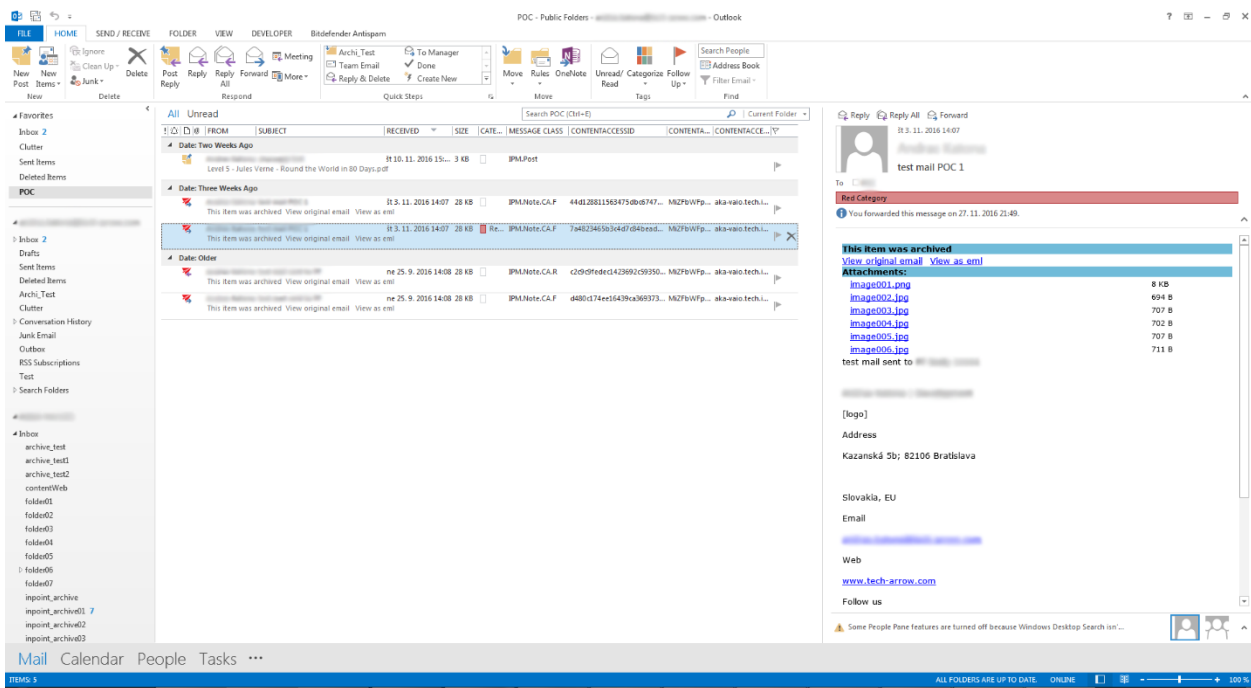 POC - Public Folders - - Outlook
FILE HOME SEND / RECEIVE FOLDER VIEW DEVELOPER Bitdefender Antispam
New Post
New Items
Ignore
Clean Up
Junk
Delete
Post Reply
Reply
Reply All
Forward
Meeting
More
Archi_Test
Team Email
Reply & Delete
To Manager
Done
Create New
Move
Rules
OneNote
Unread/ Read
Categorize
Follow Up
Search People
Address Book
Filter Email
New Delete Respond Quick Steps Move Tags Find
Favorites
Inbox 2
Clutter
Sent Items
Deleted Items
POC
Inbox 2
Drafts
Sent Items
Deleted Items
Archi_Test
Clutter
Conversation History
Junk Email
Outbox
RSS Subscriptions
Test
Search Folders
Inbox
archive_test
archive_test1
archive_test2
contentWeb
folder01
folder02
folder03
folder04
folder05
folder06
folder07
inpoint_archive
inpoint_archive01 7
inpoint_archive02
inpoint_archive03
All Unread
Search POC (Ctrl+E) Current Folder
FROM SUBJECT RECEIVED SIZE CATE... MESSAGE CLASS CONTENTACCESSID CONTENTA... CONTENTACCE...
Date: Two Weeks Ago
št 10. 11. 2016 15:... 3 KB IPM.Post
Level 5 - Jules Verne - Round the World in 80 Days.pdf
Date: Three Weeks Ago
št 3. 11. 2016 14:07 28 KB IPM.Note.CA.F 44d128811563475dbc6747... MiZFbWFp... aka-vaio.tech.i...
This item was archived View original email View as eml
št 3. 11. 2016 14:07 28 KB Re... IPM.Note.CA.F 7a4823465b3c4d7c84bead... MiZFbWFp... aka-vaio.tech.i...
This item was archived View original email View as eml
Date: Older
ne 25. 9. 2016 14:08 28 KB IPM.Note.CA.R c2c9c9fedec1423692c59350... MiZFbWFp... aka-vaio.tech.i...
This item was archived View original email View as eml
ne 25. 9. 2016 14:08 28 KB IPM.Note.CA.F d480c174ee16439ca369373... MiZFbWFp... aka-vaio.tech.i...
This item was archived View original email View as eml
Reply Reply All Forward
št 3. 11. 2016 14:07
test mail POC 1
To
Red Category
You forwarded this message on 27. 11. 2016 21:49.
This item was archived
View original email View as eml
Attachments:
image001.png 8 KB
image002.jpg 694 B
image003.jpg 707 B
image004.jpg 702 B
image005.jpg 707 B
image006.jpg 711 B
test mail sent to
[logo]
Address
Kazanská 5b; 82106 Bratislava
Slovakia, EU
Email
Web
www.tech-arrow.com
Follow us
Some People Pane features are turned off because Windows Desktop Search isn'...
Mail Calendar People Tasks ...
ITEMS: 5
ALL FOLDERS ARE UP TO DATE. ONLINE 100%